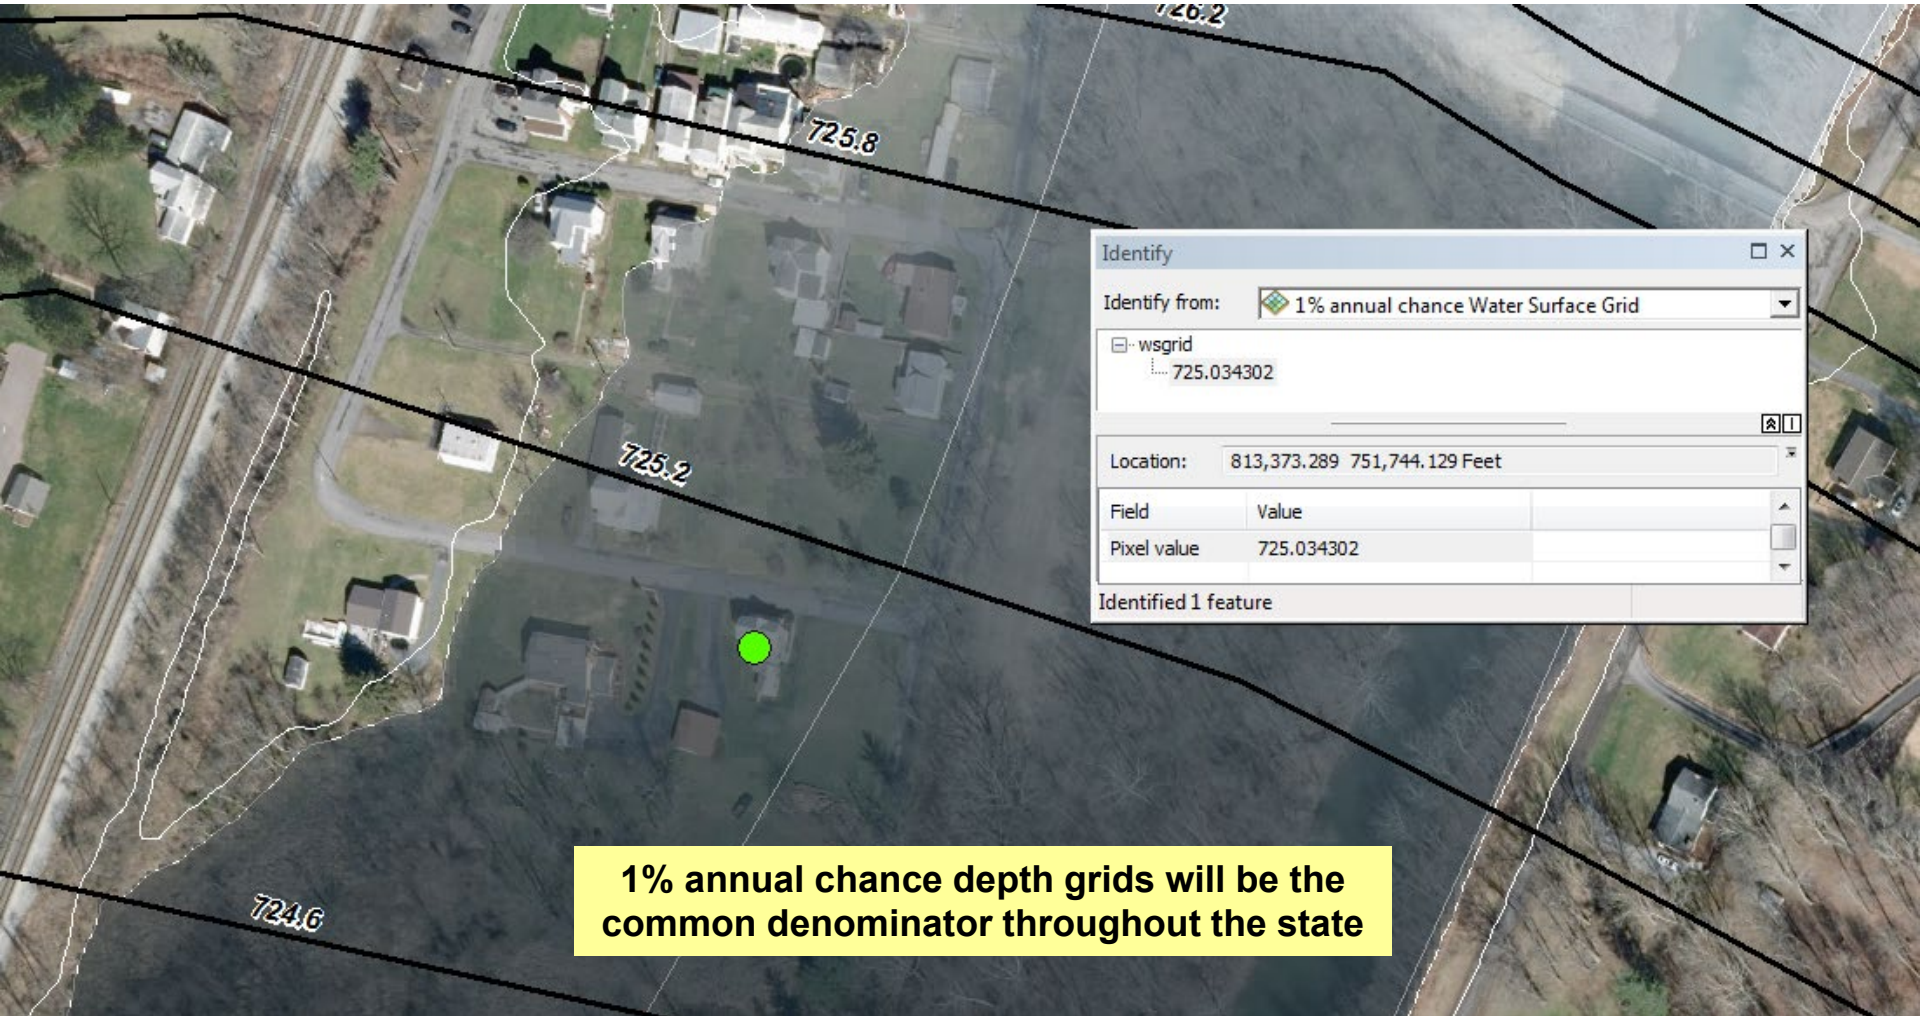 726.2
725.8
Identify
Identify from: 1% annual chance Water Surface Grid
wsgrid
725.034302
725.2
Location: 813,373.289 751,744.129 Feet
Field Value
Pixel value 725.034302
Identified 1 feature
1% annual chance depth grids will be the
common denominator throughout the state
724.6